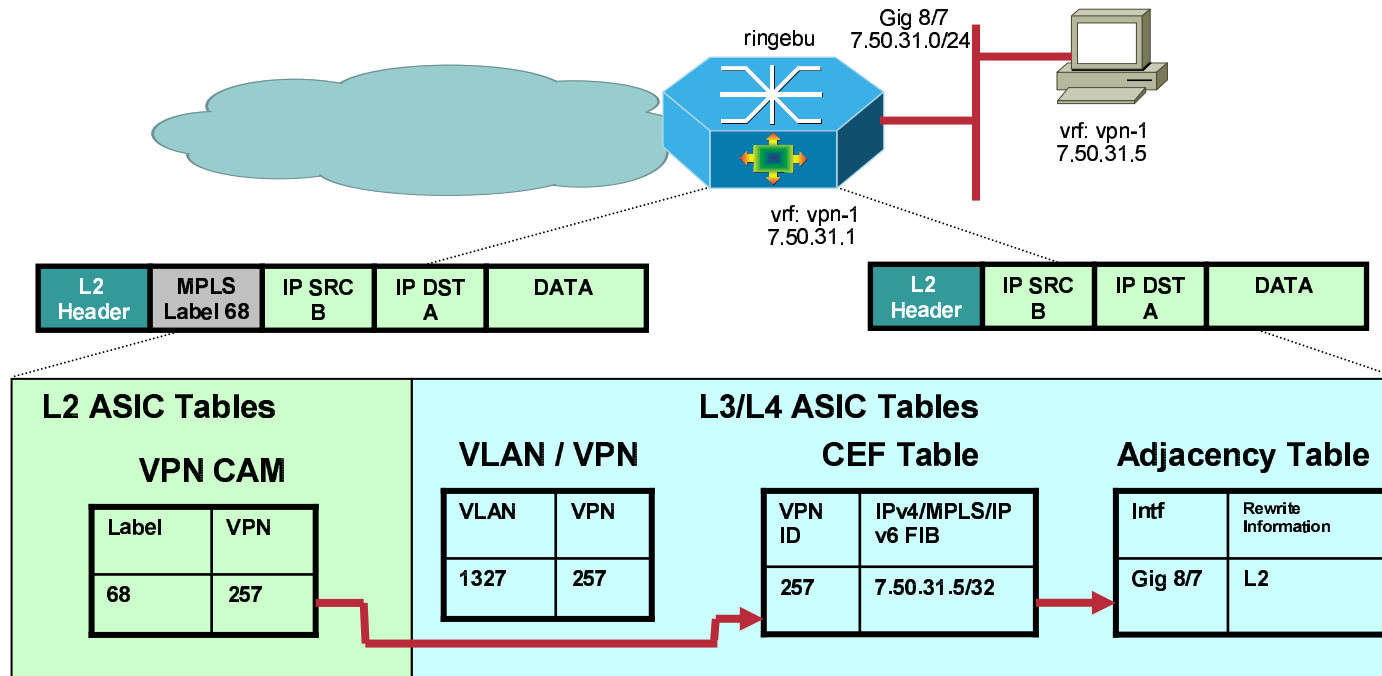 ringebu
Gig 8/7
7.50.31.0/24
vrf: vpn-1
7.50.31.5
vrf: vpn-1
7.50.31.1
L2
Header
MPLS
Label 68
IP SRC
B
IP DST
A
DATA
L2
Header
IP SRC
B
IP DST
A
DATA
L2 ASIC Tables
VPN CAM
Label
VPN
68
257
L3/L4 ASIC Tables
VLAN / VPN
VLAN
VPN
1327
257
CEF Table
VPN
ID
IPv4/MPLS/IP
v6 FIB
257
7.50.31.5/32
Adjacency Table
Intf
Rewrite
Information
Gig 8/7
L2